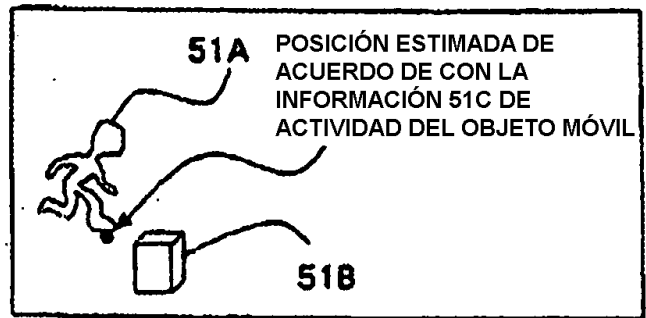 51A
POSICIÓN ESTIMADA DE
ACUERDO DE CON LA
INFORMACIÓN 51C DE
ACTIVIDAD DEL OBJETO MÓVIL
51B